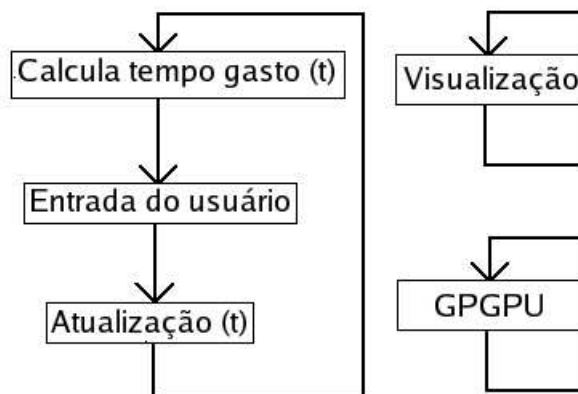 Calcula tempo gasto (t)
Entrada do usuário
Atualização (t)
Visualização
GPGPU